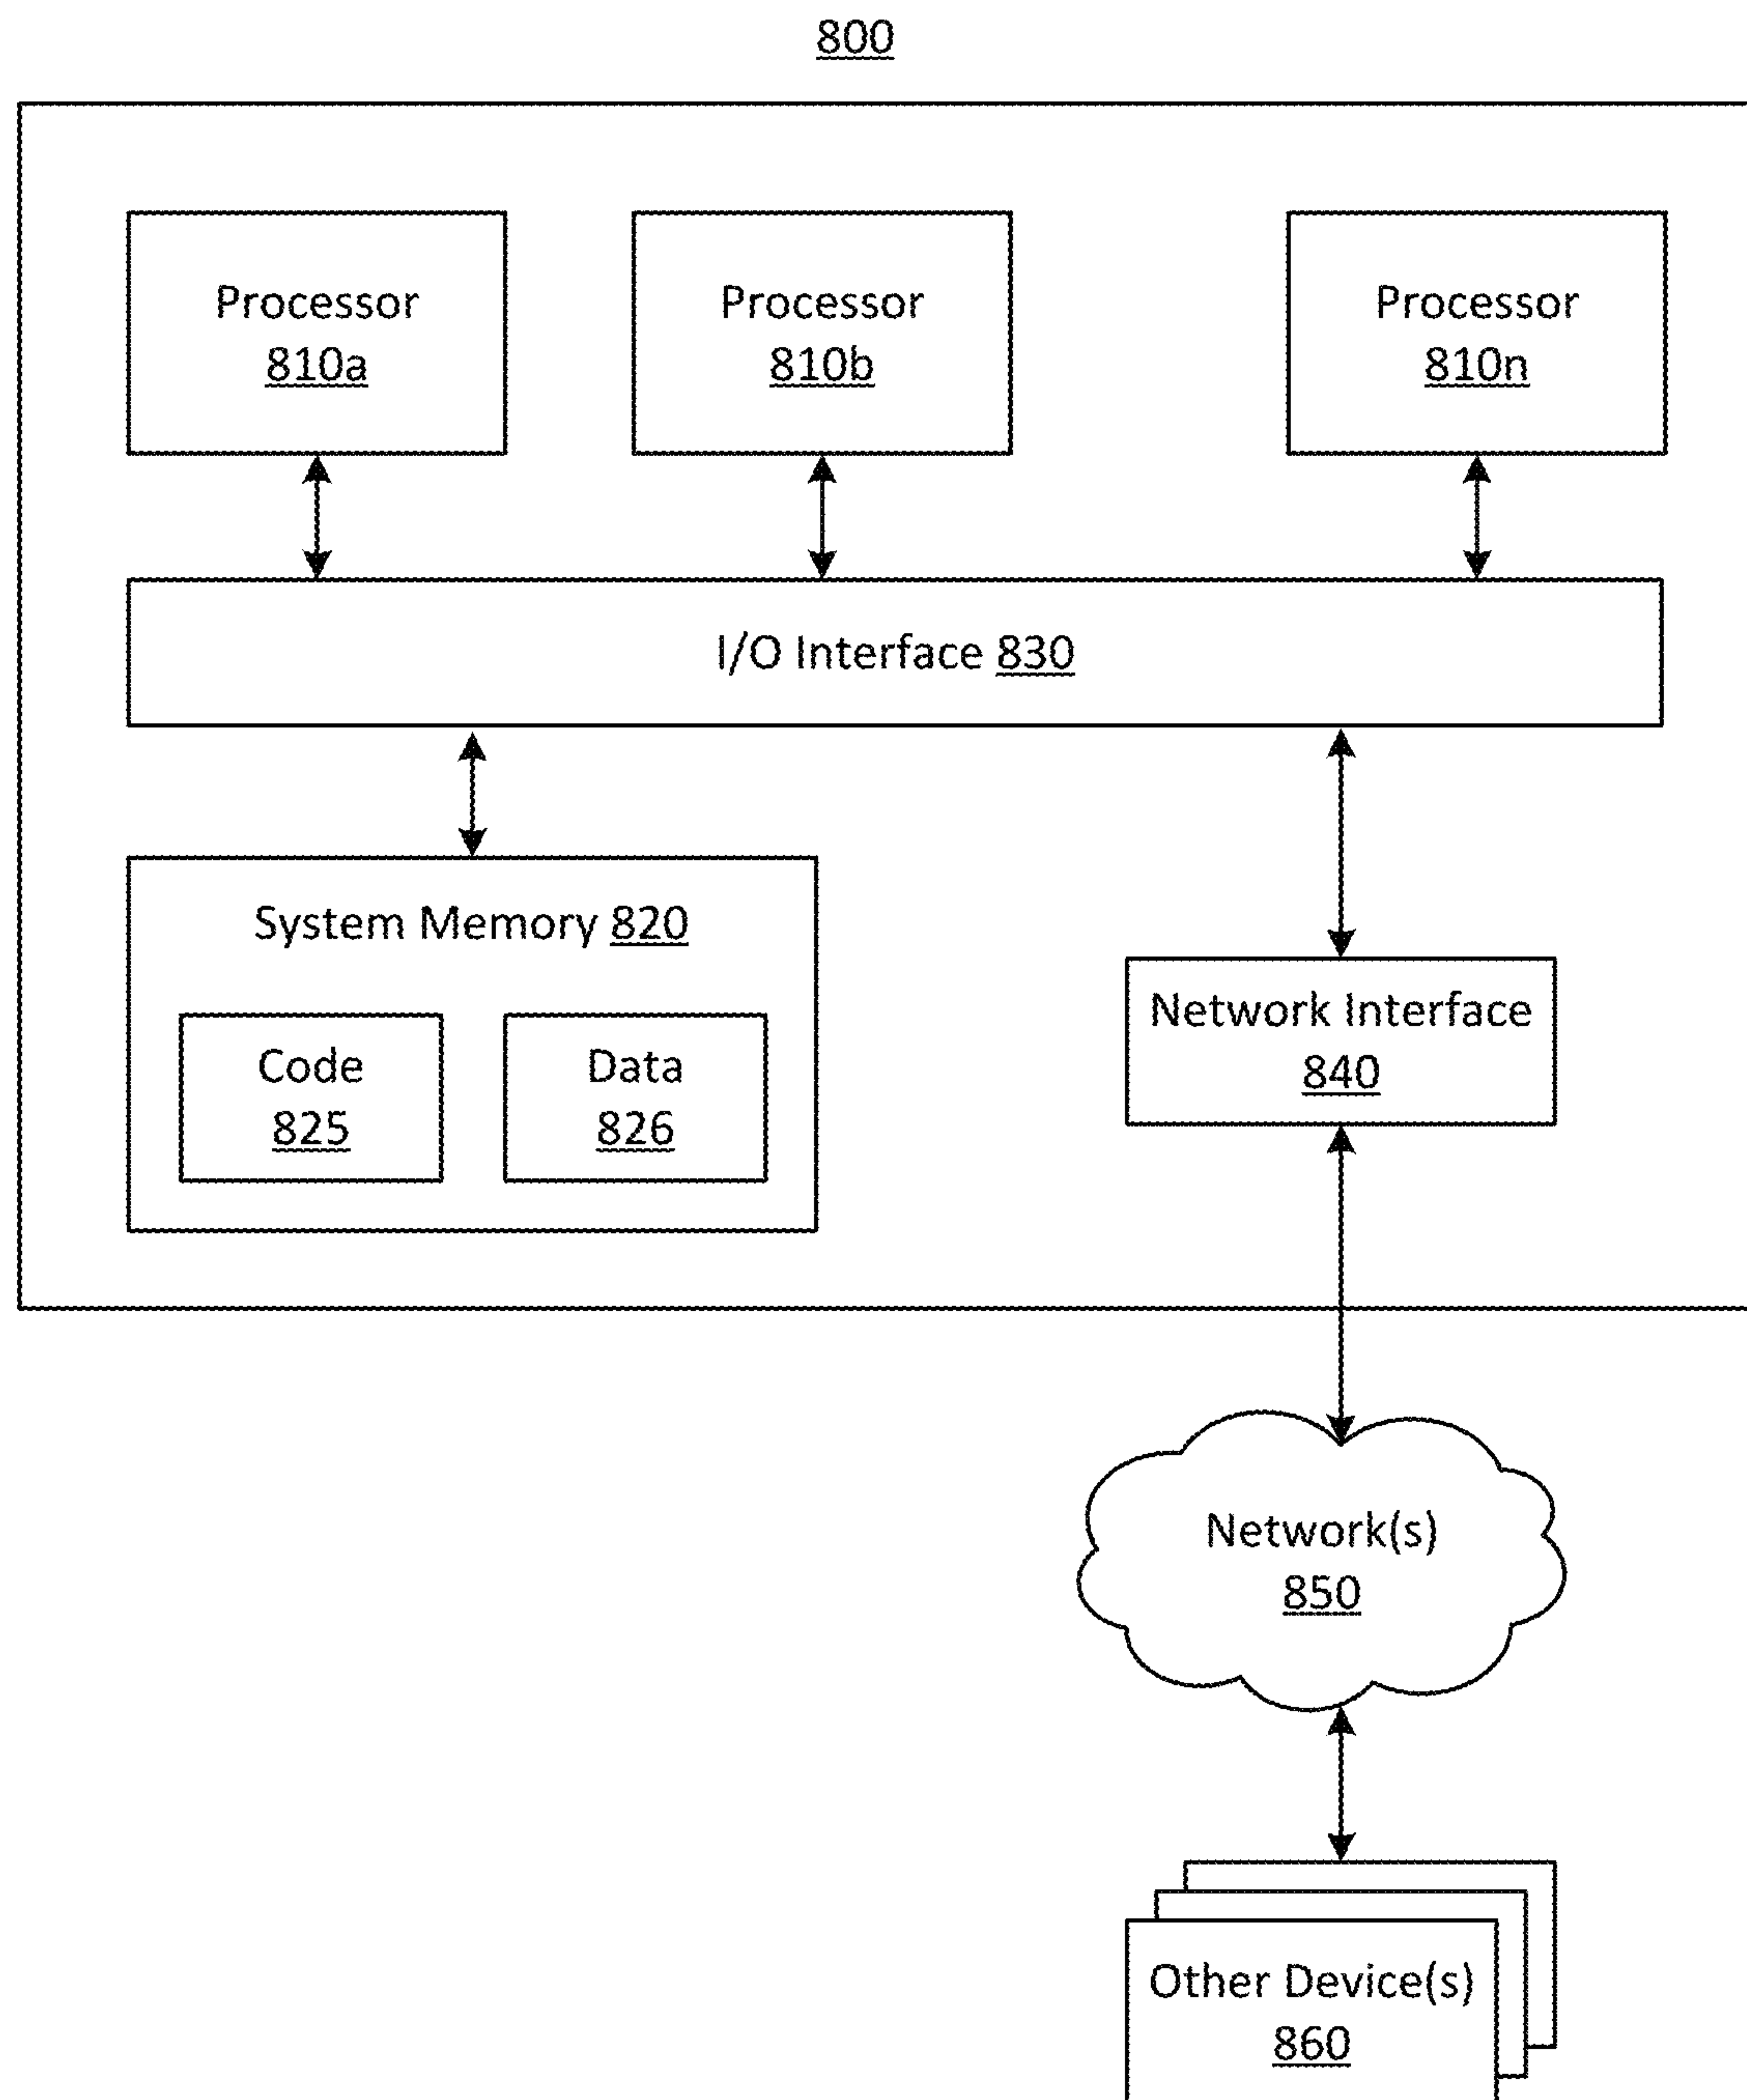 800
Processor
810a
Processor
810b
Processor
810n
I/O Interface 830
System Memory 820
Code
825
Data
826
Network Interface
840
Network(s)
850
Other Device(s)
860